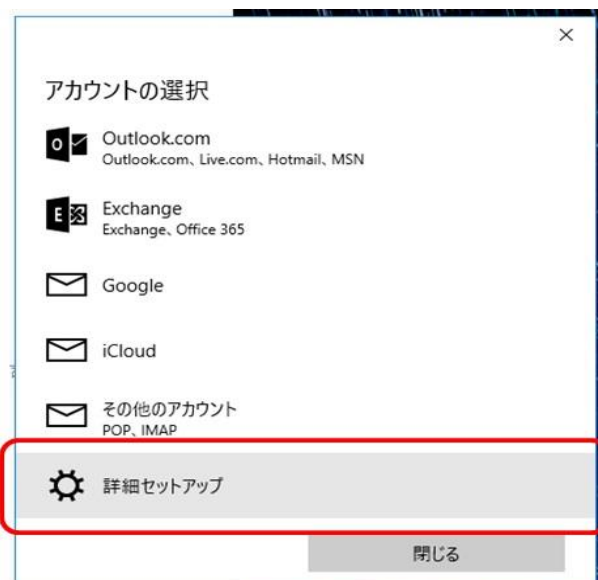 アカウントの選択
Outlook.com
Outlook.com、Live.com、Hotmail、MSN
Exchange
Exchange、Office 365
Google
iCloud
その他のアカウント
POP、IMAP
詳細セットアップ
閉じる